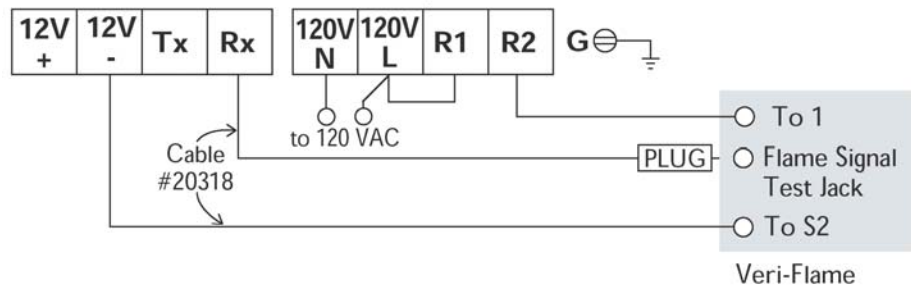 12V + 12V - Tx Rx 120V N 120V L R1 R2 G
to 120 VAC
Cable
#20318
To 1
PLUG Flame Signal
Test Jack
To S2
Veri-Flame